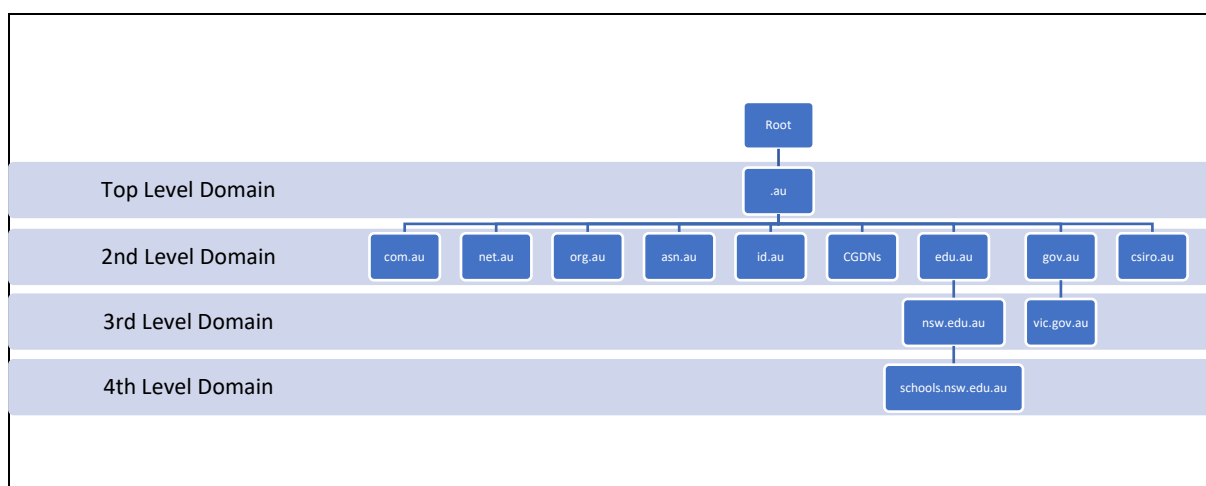 Root
Top Level Domain
.au
2nd Level Domain
com.au
net.au
org.au
asn.au
id.au
CGDNs
edu.au
gov.au
csiro.au
3rd Level Domain
nsw.edu.au
vic.gov.au
4th Level Domain
schools.nsw.edu.au